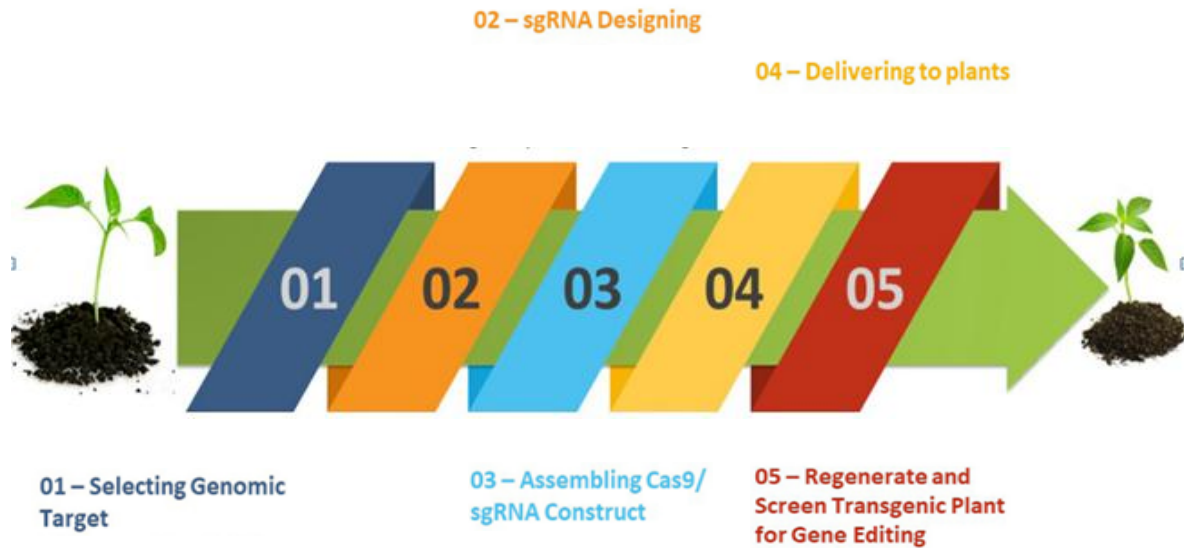 02 – sgRNA Designing
04 – Delivering to plants
01
02
03
04
05
01 – Selecting Genomic
Target
03 – Assembling Cas9/
sgRNA Construct
05 – Regenerate and
Screen Transgenic Plant
for Gene Editing